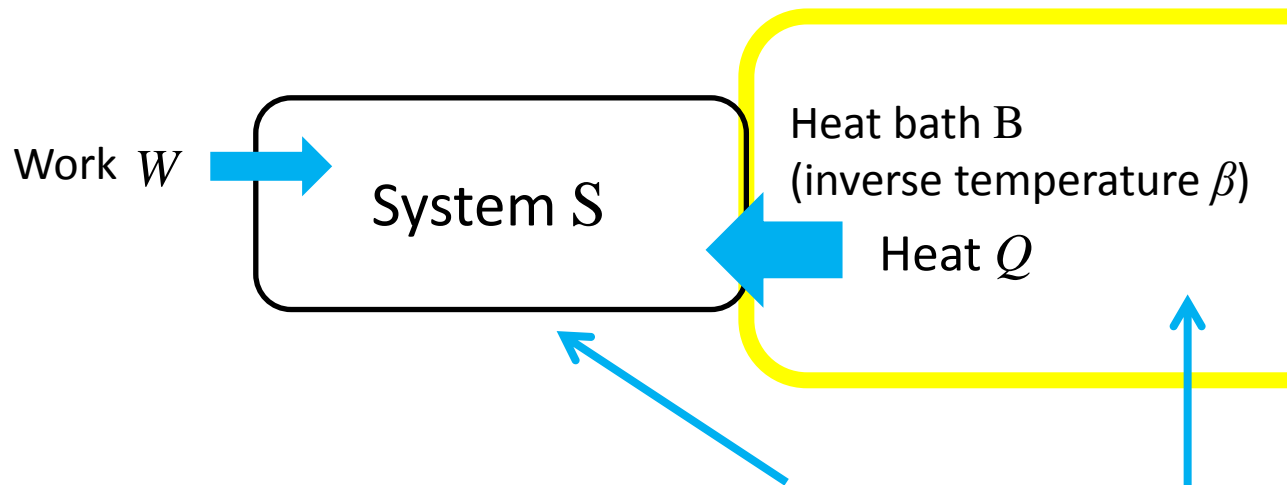 Heat bath B
Work W
(inverse temperature β)
System S
Heat Q